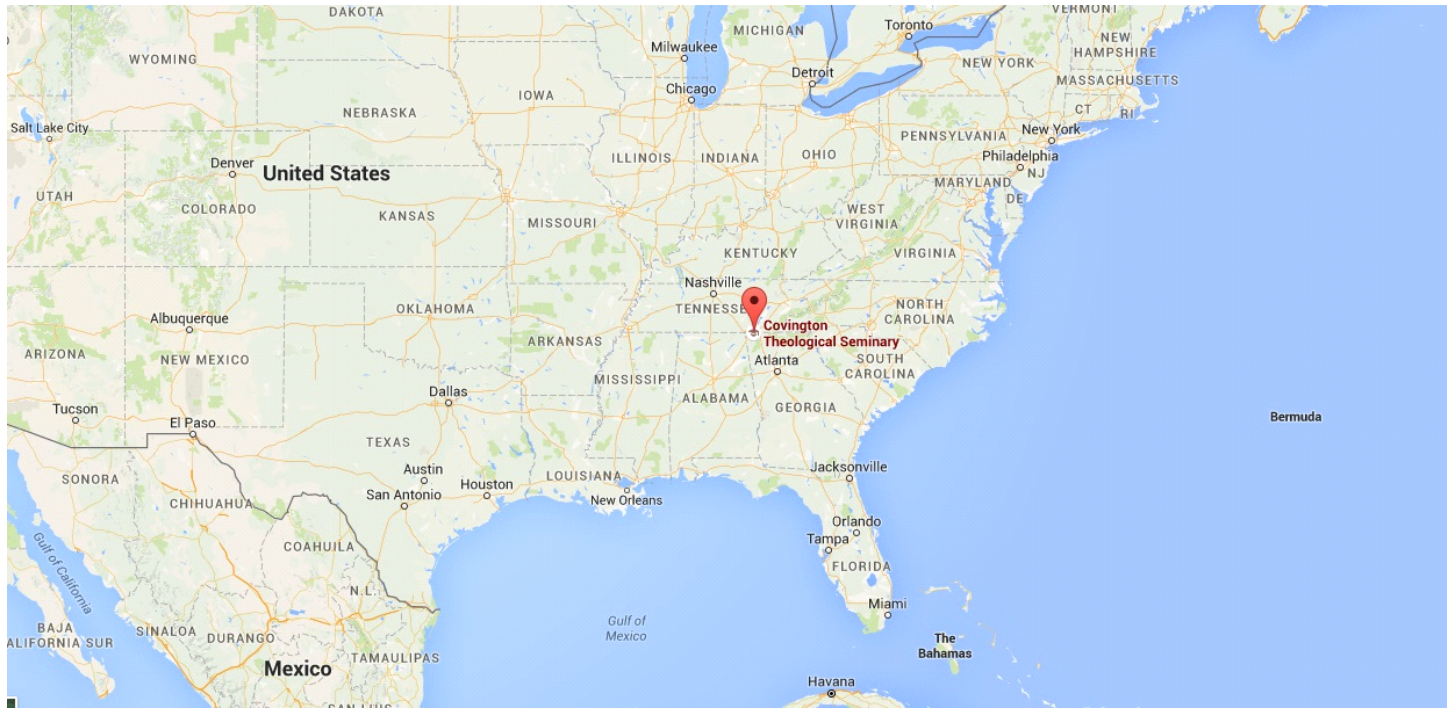 DAKOTA
VERMONT
Toronto
MICHIGAN
NEW
HAMPSHIRE
Milwaukee
WYOMING
NEW YORK
Detroit
MASSACHUSETTS
Chicago
IOWA
NEBRASKA
CT
RI
Salt Lake City
PENNSYLVANIA
New York
Denver
United States
ILLINOIS
INDIANA
OHIO
Philadelphia
NJ
MARYLAND
UTAH
COLORADO
DE
KANSAS
MISSOURI
WEST
VIRGINIA
KENTUCKY
VIRGINIA
Nashville
TENNESSE
OKLAHOMA
NORTH
CAROLINA
Albuquerque
Covington
Theological Seminary
ARKANSAS
ARIZONA
NEW MEXICO
Atlanta
SOUTH
CAROLINA
MISSISSIPPI
Dallas
ALABAMA
GEORGIA
Tucson
El Paso
Bermuda
TEXAS
SONORA
Austin
Jacksonville
LOUISIANA
Houston
San Antonio
New Orleans
CHIHUAHUA
Orlando
Tampa
COAHUILA
Gulf of California
FLORIDA
N.L.
Miami
Gulf of
Mexico
BAJA
ALIFORNIA SUR
SINALOA
DURANGO
The
Bahamas
TAMAULIPAS
Mexico
Havana
SAN LUIS